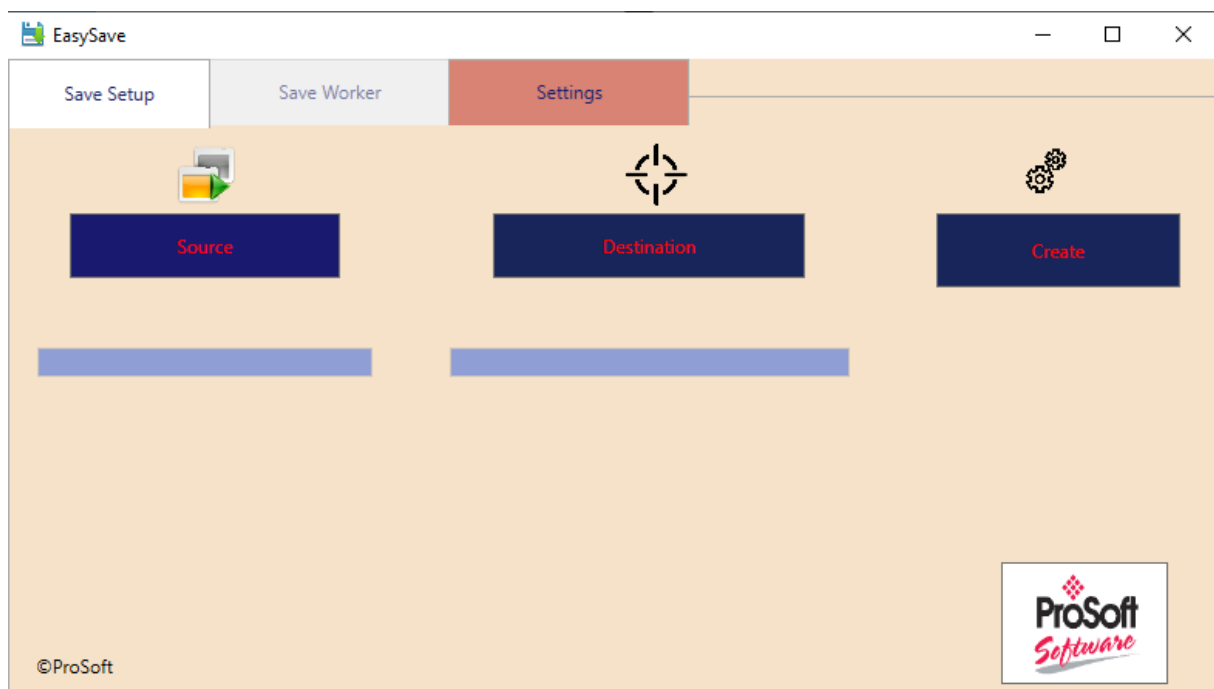 EasySave
Save Setup
Save Worker
Settings
Source
Destination
Create
ProSoft
Software
©ProSoft